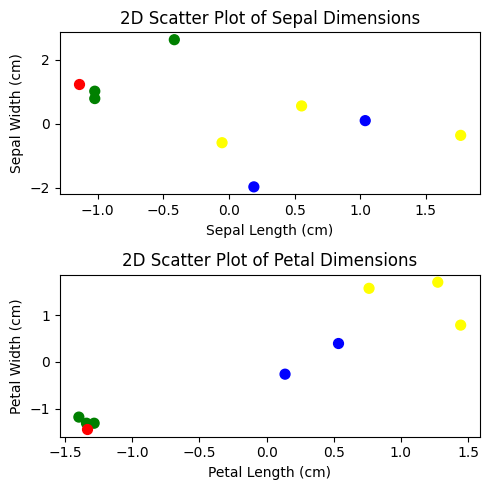 2D Scatter Plot of Sepal Dimensions
Sepal Width (cm)
2
0
−2
−1.0 −0.5 0.0 0.5 1.0 1.5
Sepal Length (cm)
2D Scatter Plot of Petal Dimensions
Petal Width (cm)
1
0
−1
−1.5 −1.0 −0.5 0.0 0.5 1.0 1.5
Petal Length (cm)